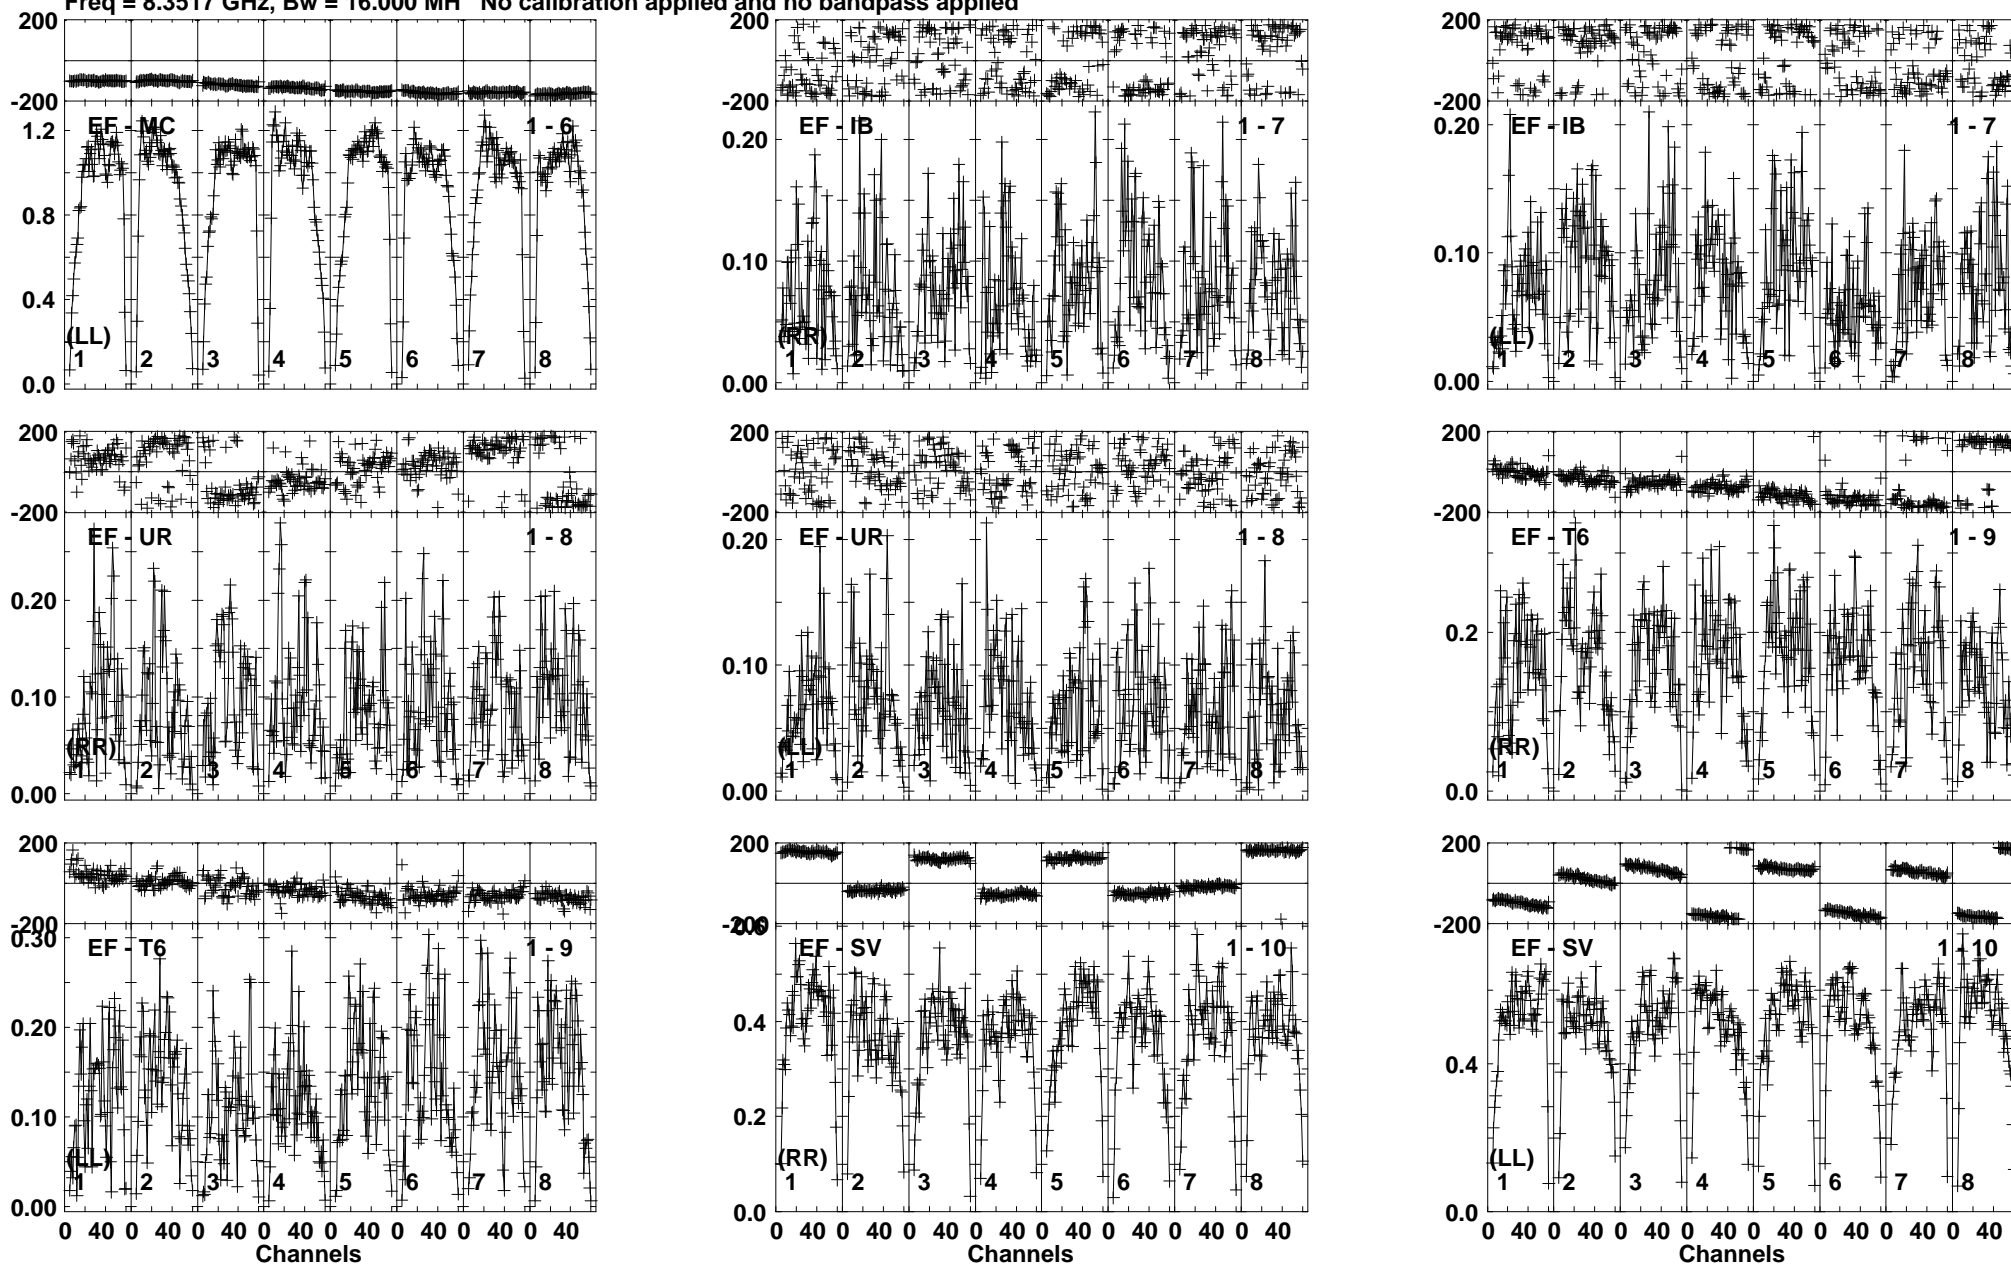 Freq = 8.3517 GHz, Bw = 16.000 MH No calibration applied and no bandpass applied
200
-200
EF - MC 1 - 6
1.2
1.0
0.8
0.4
0.0
(LL)
1 2 3 4 5 6 7 8
200
-200
EF - IB 1 - 7
0.20
0.10
0.00
(RR)
1 2 3 4 5 6 7 8
200
-200
EF - IB 1 - 7
0.20
0.10
0.00
(LL)
1 2 3 4 5 6 7 8
200
-200
EF - UR 1 - 8
0.20
0.10
0.00
(RR)
1 2 3 4 5 6 7 8
200
-200
EF - UR 1 - 8
0.20
0.10
0.00
(LL)
1 2 3 4 5 6 7 8
200
-200
EF - T6 1 - 9
0.2
0.0
(RR)
1 2 3 4 5 6 7 8
200
-200
0.30
EF - T6 1 - 9
0.20
0.10
0.00
(LL)
1 2 3 4 5 6 7 8
0 40 0 40 0 40 0 40 0 40 0 40 0 40 0 40
Channels
200
-200
0.6
EF - SV 1 - 10
0.4
0.2
0.0
(RR)
1 2 3 4 5 6 7 8
0 40 0 40 0 40 0 40 0 40 0 40 0 40 0 40
Channels
200
-200
EF - SV 1 - 10
0.4
0.0
(LL)
1 2 3 4 5 6 7 8
0 40 0 40 0 40 0 40 0 40 0 40 0 40 0 40
Channels